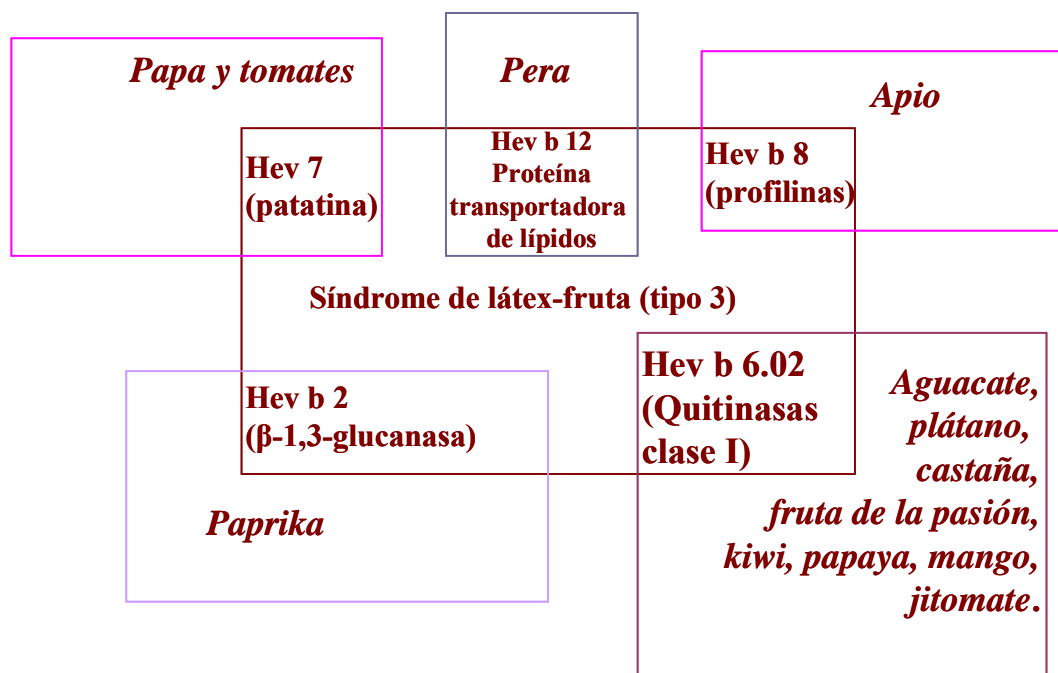 Papa y tomates
Pera
Apio
Hev 7
(patatina)
Hev b 12
Proteína
transportadora
de lípidos
Hev b 8
(profilinas)
Síndrome de látex-fruta (tipo 3)
Hev b 2
(β-1,3-glucanasa)
Paprika
Hev b 6.02
(Quitinasas
clase I)
Aguacate,
plátano,
castaña,
fruta de la pasión,
kiwi, papaya, mango,
jitomate.